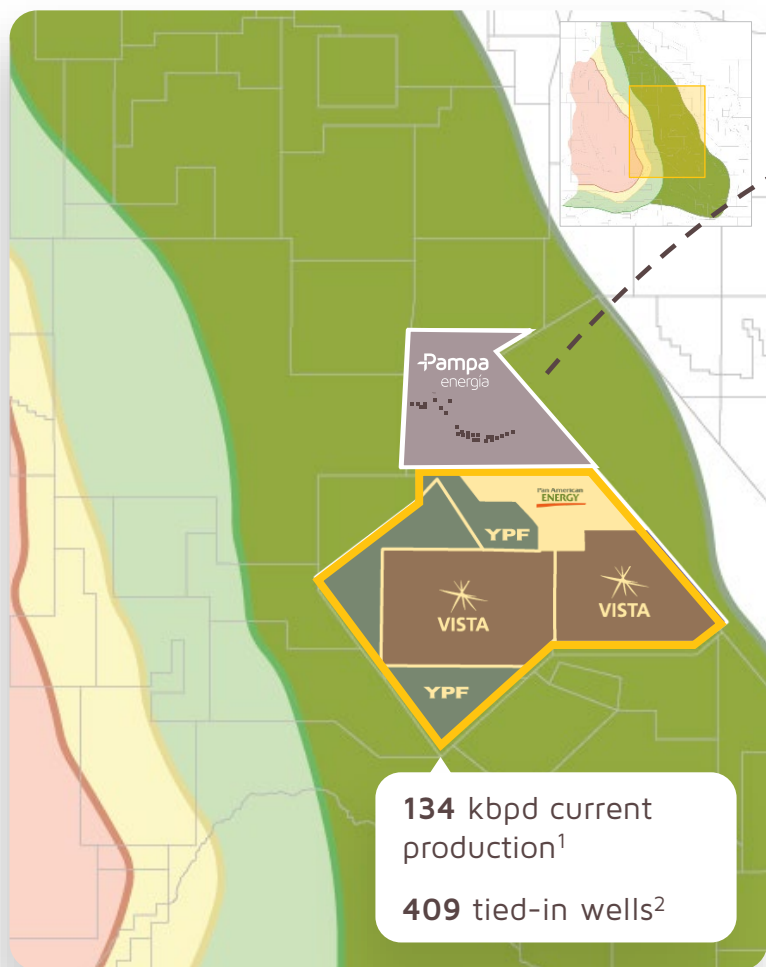 Pampa
energía
Pan American
ENERGY
YPF
VISTA
VISTA
YPF
134 kbpd current
production¹
409 tied-in wells²